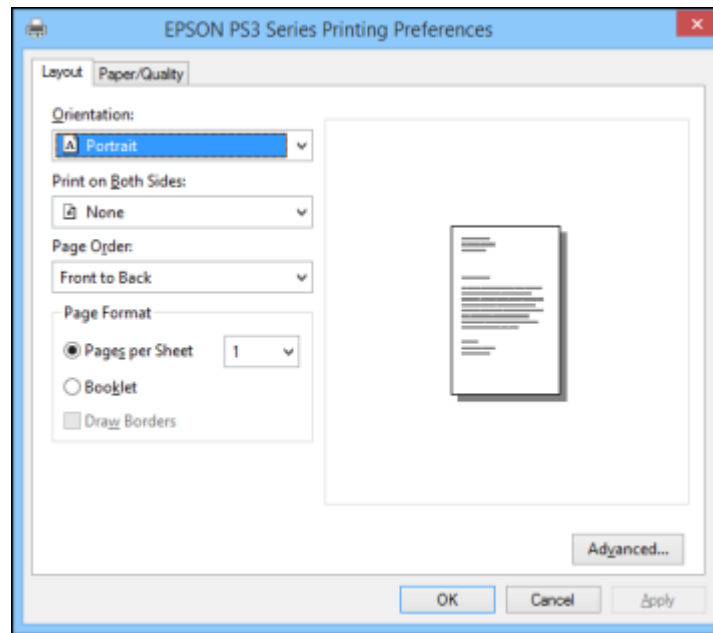 EPSON PS3 Series Printing Preferences
Layout Paper/Quality
Orientation:
Portrait
Print on Both Sides:
None
Page Order:
Front to Back
Page Format
Pages per Sheet 1
Booklet
Draw Borders
Advanced...
OK Cancel Apply